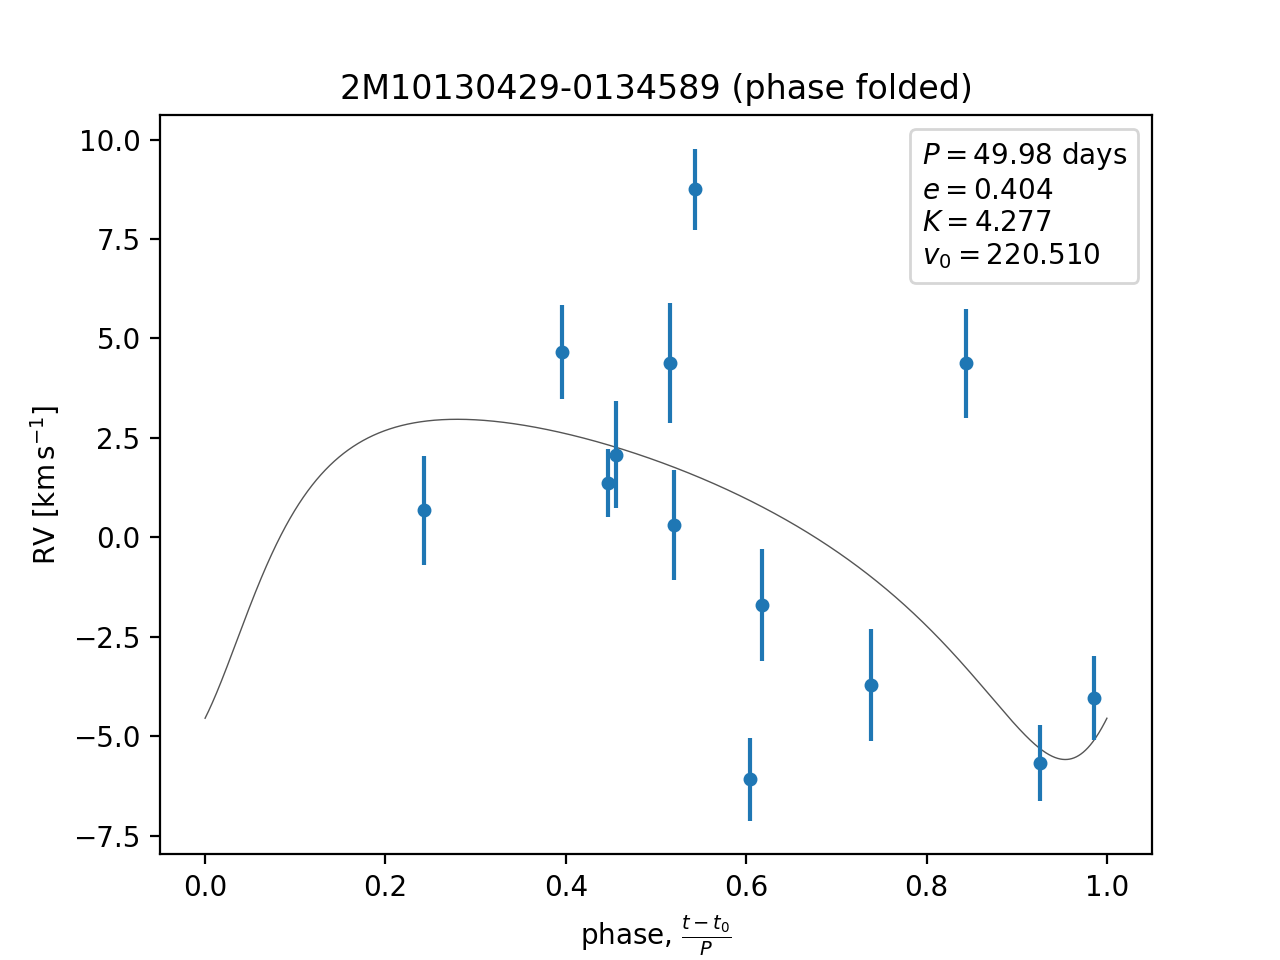 2M10130429-0134589 (phase folded)
P = 49.98 days
e = 0.404
K = 4.277
v₀ = 220.510
RV [km s⁻¹]
10.0
7.5
5.0
2.5
0.0
−2.5
−5.0
−7.5
0.0 0.2 0.4 0.6 0.8 1.0
phase, (t − t₀)/P